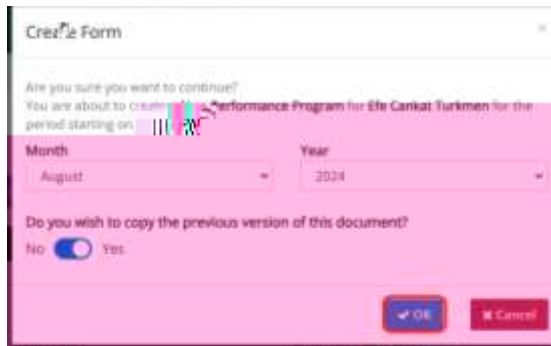 Create Form
Are you sure you want to continue?
You are about to create Performance Program for Efe Cankat Turkmen for the
period starting on
Month
Year
August
2024
Do you wish to copy the previous version of this document?
No Yes
OK
Cancel